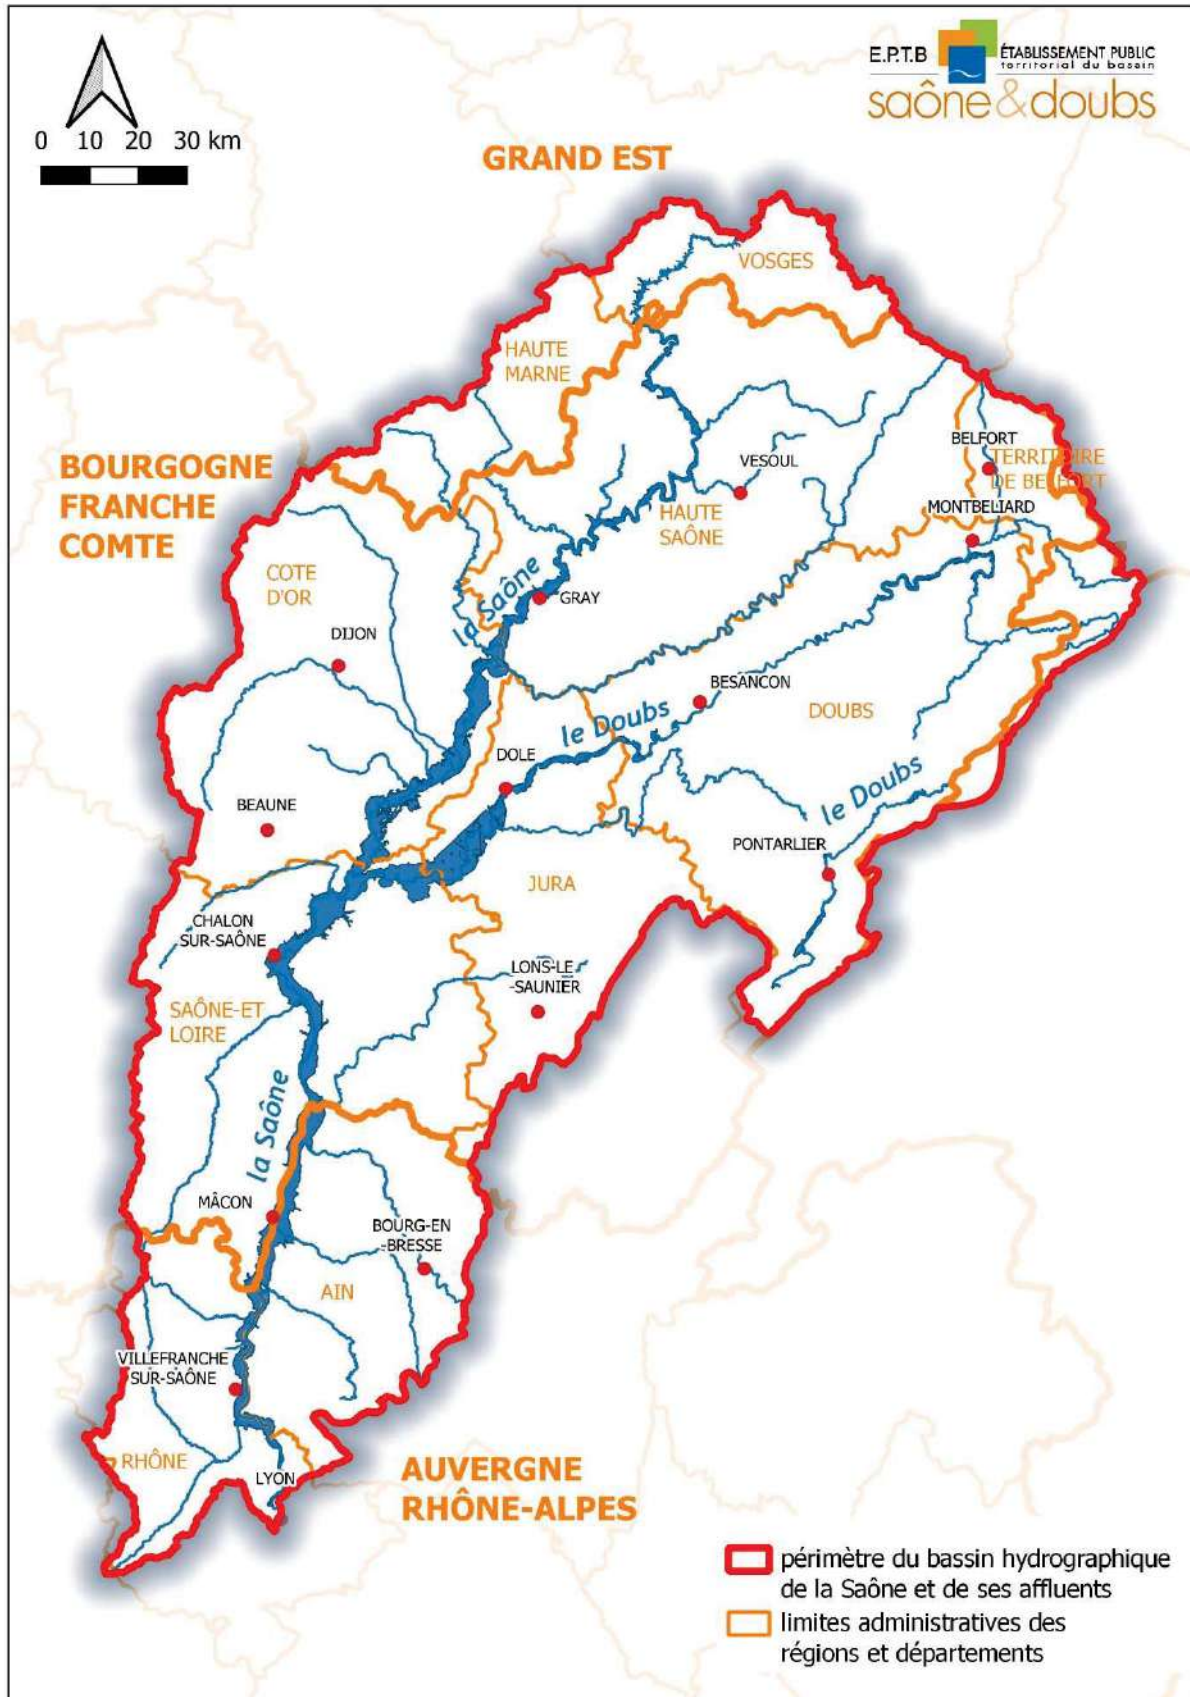 E.P.T.B
ÉTABLISSEMENT PUBLIC
territorial du bassin
saône&doubs
0 10 20 30 km
GRAND EST
VOSGES
HAUTE
MARNE
BOURGOGNE
FRANCHE
COMTE
BELFORT
TERRITOIRE
DE BELFORT
VESOUL
MONTBELIARD
HAUTE
SAÔNE
COTE
D'OR
la Saône
GRAY
DIJON
BESANCON
le Doubs
DOUBS
DOLE
le Doubs
BEAUNE
PONTARLIER
JURA
CHALON
SUR-SAÔNE
LONS-LE
-SAUNIER
SAÔNE-ET
LOIRE
la Saône
MÂCON
BOURG-EN
-BRESSE
AIN
VILLEFRANCHE
SUR-SAÔNE
RHÔNE
LYON
AUVERGNE
RHÔNE-ALPES
périmètre du bassin hydrographique
de la Saône et de ses affluents
limites administratives des
régions et départements